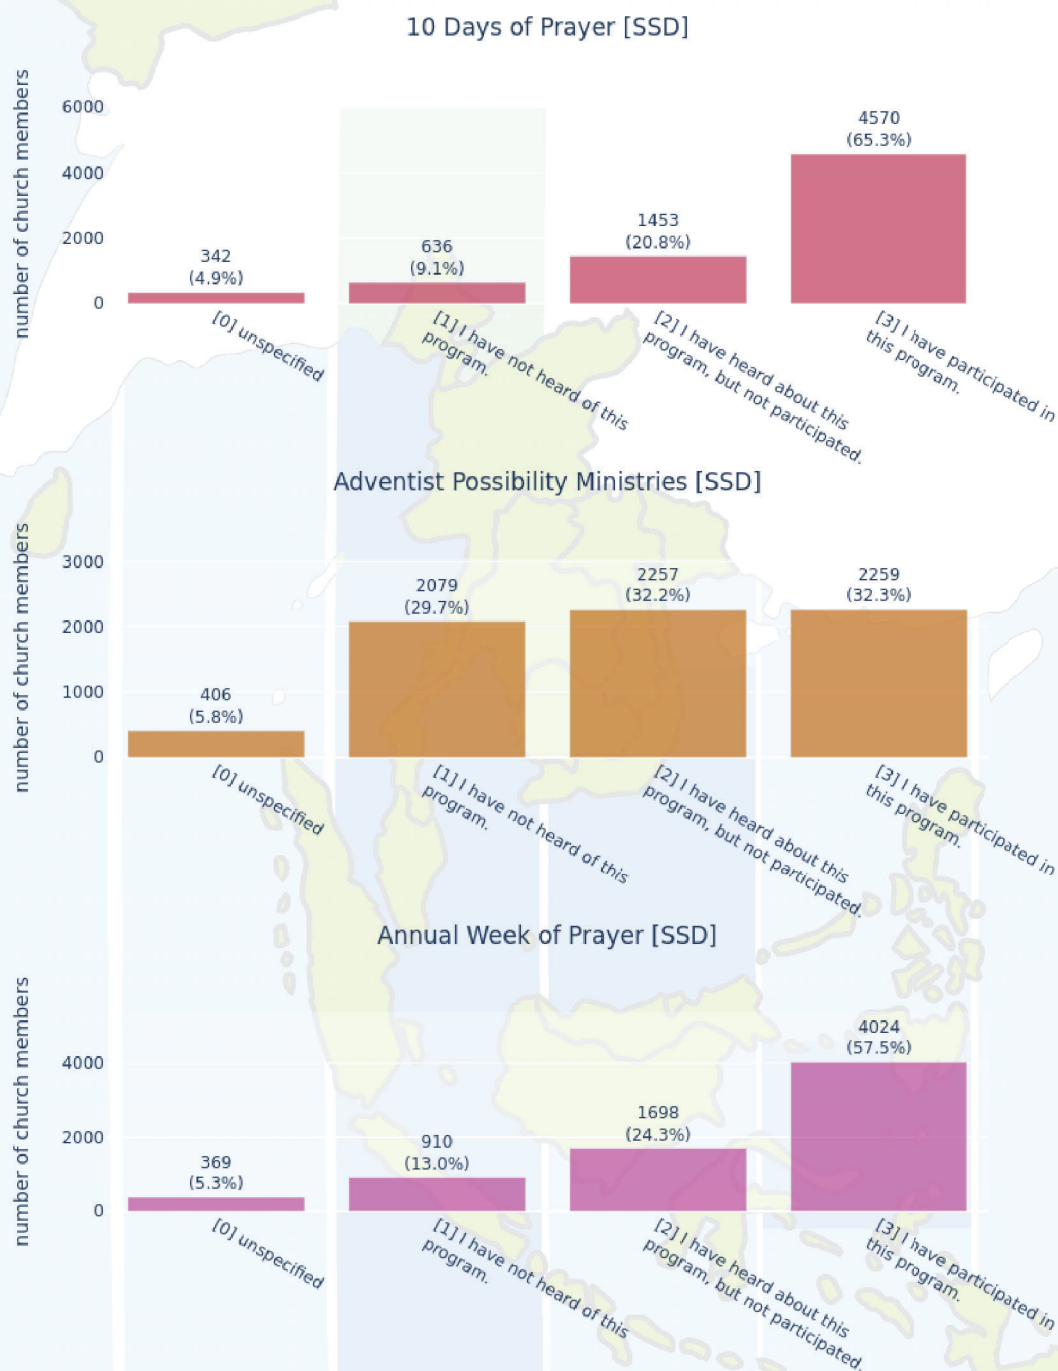 10 Days of Prayer [SSD]
number of church members
6000
4000
2000
0
342
(4.9%)
636
(9.1%)
1453
(20.8%)
4570
(65.3%)
[0] unspecified
[1] I have not heard of this
program.
[2] I have heard about this
program, but not participated.
[3] I have participated in
this program.
Adventist Possibility Ministries [SSD]
number of church members
3000
2000
1000
0
406
(5.8%)
2079
(29.7%)
2257
(32.2%)
2259
(32.3%)
[0] unspecified
[1] I have not heard of this
program.
[2] I have heard about this
program, but not participated.
[3] I have participated in
this program.
Annual Week of Prayer [SSD]
number of church members
4000
2000
0
369
(5.3%)
910
(13.0%)
1698
(24.3%)
4024
(57.5%)
[0] unspecified
[1] I have not heard of this
program.
[2] I have heard about this
program, but not participated.
[3] I have participated in
this program.